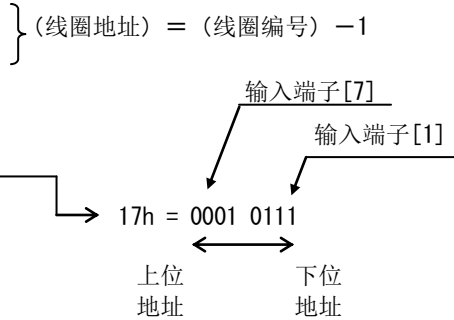 (线圈地址) = (线圈编号) -1
输入端子[7]
输入端子[1]
17h = 0001 0111
上位
地址
下位
地址